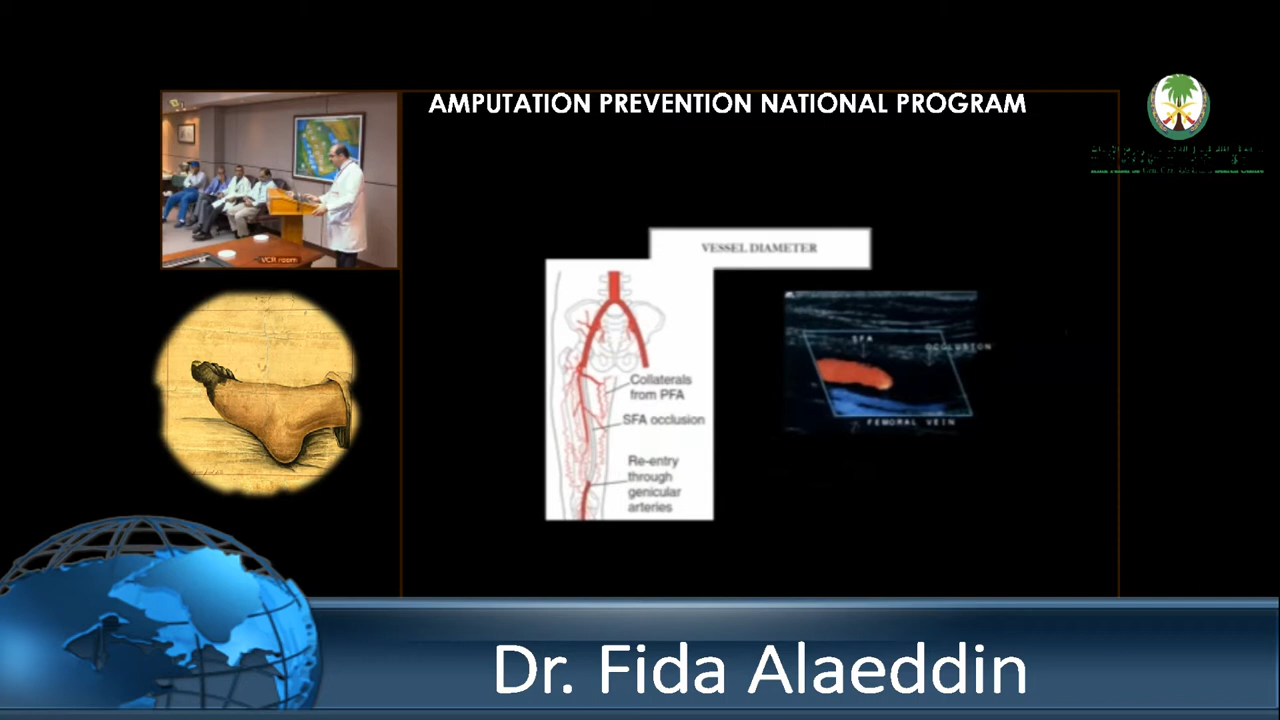 AMPUTATION PREVENTION NATIONAL PROGRAM
VCR room
VESSEL DIAMETER
Collaterals
from PFA
SFA occlusion
Re-entry
through
genicular
arteries
SFA
OCCLUSION
FEMORAL VEIN
Dr. Fida Alaeddin